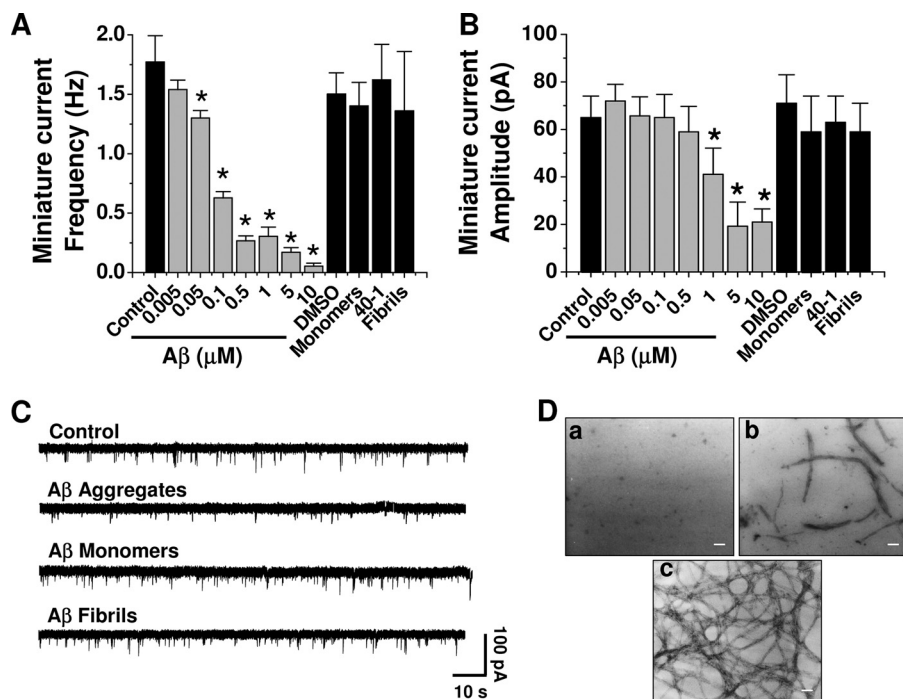 A
Miniature current
Frequency (Hz)
2.0
1.5
1.0
0.5
0.0
*
*
*
*
*
*
Control
0.005
0.05
0.1
0.5
1
5
10
DMSO
Monomers
40-1
Fibrils
Aβ (μM)
B
Miniature current
Amplitude (pA)
100
80
60
40
20
0
*
*
*
Control
0.005
0.05
0.1
0.5
1
5
10
DMSO
Monomers
40-1
Fibrils
Aβ (μM)
C
Control
Aβ Aggregates
Aβ Monomers
Aβ Fibrils
100 pA
10 s
D
a
b
c